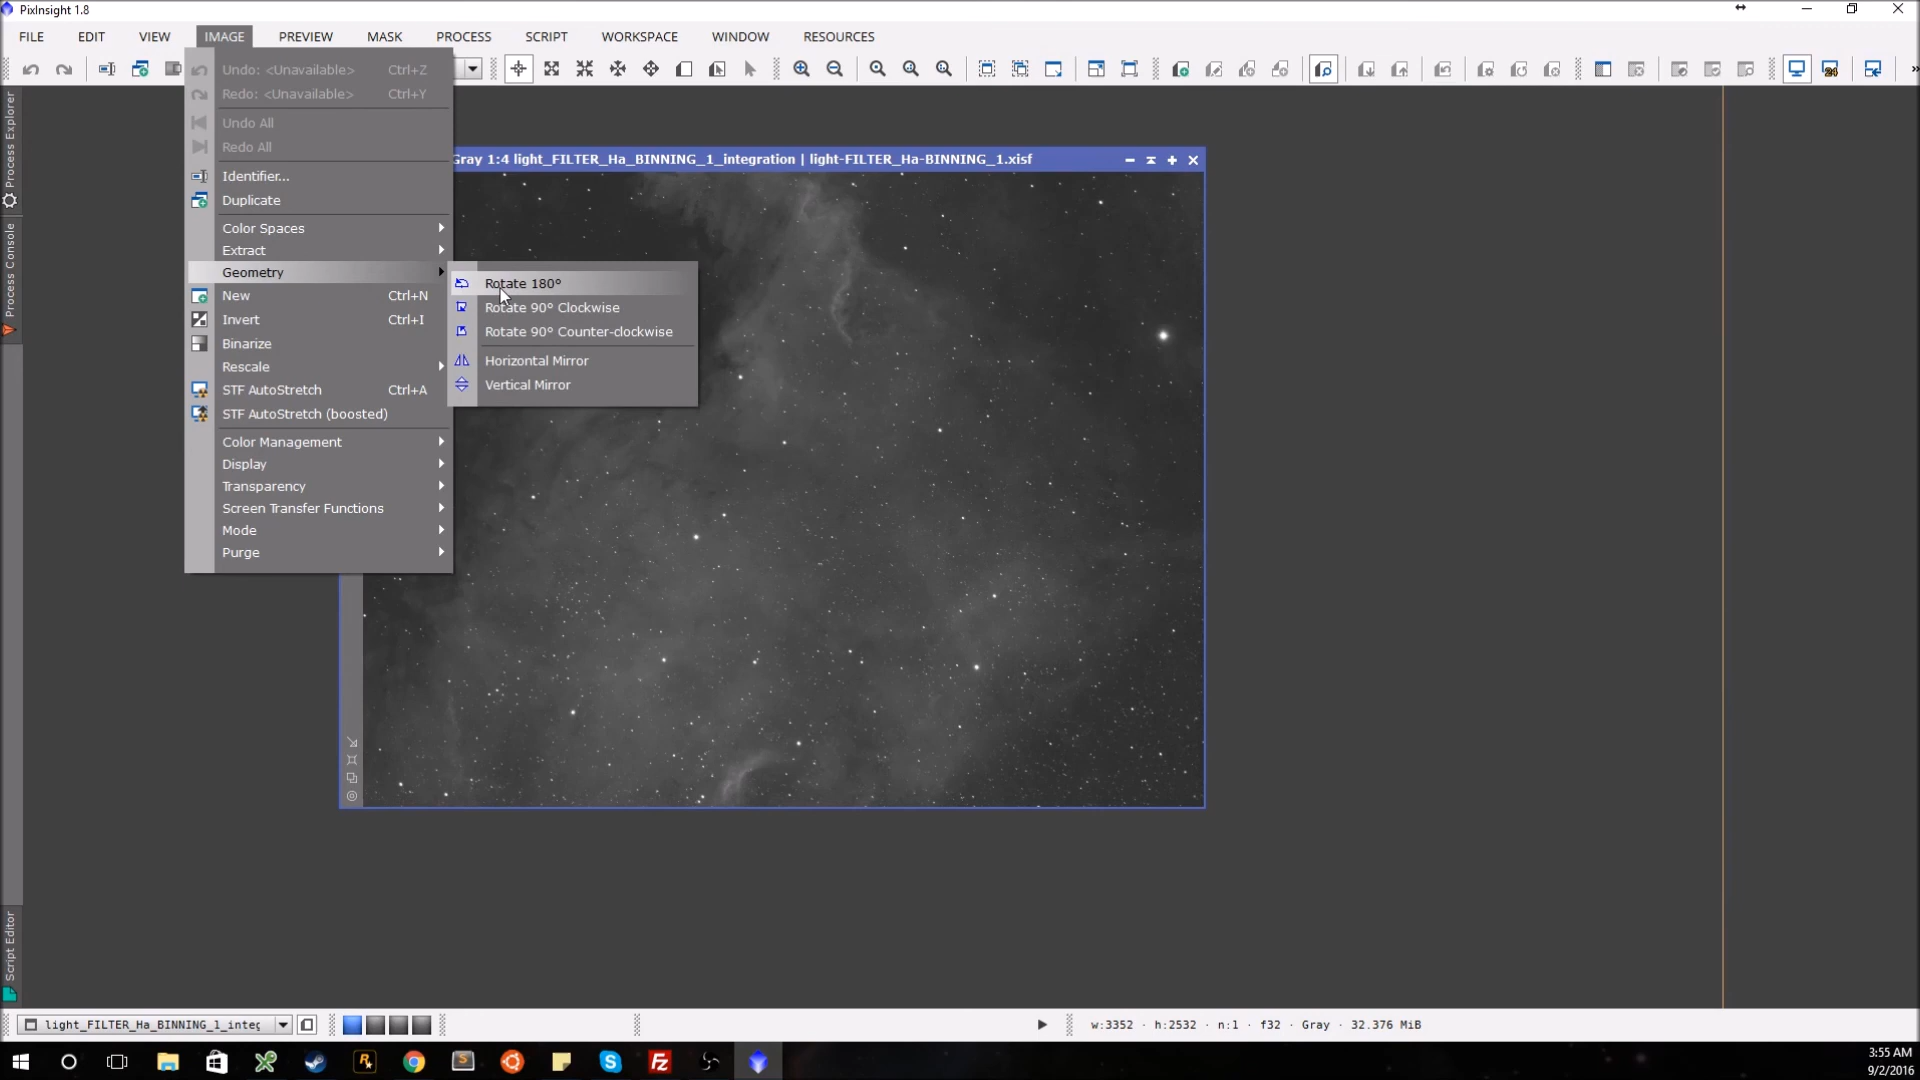 PixInsight 1.8
FILE EDIT VIEW IMAGE PREVIEW MASK PROCESS SCRIPT WORKSPACE WINDOW RESOURCES
Undo: <Unavailable> Ctrl+Z
Redo: <Unavailable> Ctrl+Y
Undo All
Redo All
Identifier...
Duplicate
Color Spaces
Extract
Geometry
New Ctrl+N
Invert Ctrl+I
Binarize
Rescale
STF AutoStretch Ctrl+A
STF AutoStretch (boosted)
Color Management
Display
Transparency
Screen Transfer Functions
Mode
Purge
Rotate 180º
Rotate 90º Clockwise
Rotate 90º Counter-clockwise
Horizontal Mirror
Vertical Mirror
Gray 1:4 light_FILTER_Ha_BINNING_1_integration | light-FILTER_Ha-BINNING_1.xisf
Process Explorer
Process Console
Script Editor
light_FILTER_Ha_BINNING_1_integ
w:3352 · h:2532 · n:1 · f32 · Gray · 32.376 MiB
3:55 AM
9/2/2016